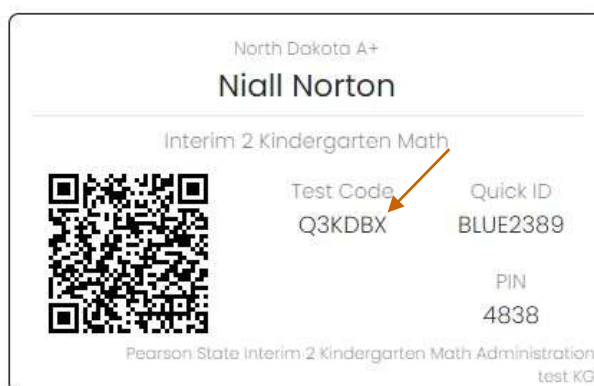 North Dakota A+
Niall Norton
Interim 2 Kindergarten Math
Test Code Quick ID
Q3KDBX BLUE2389
PIN
4838
Pearson State Interim 2 Kindergarten Math Administration
test KG